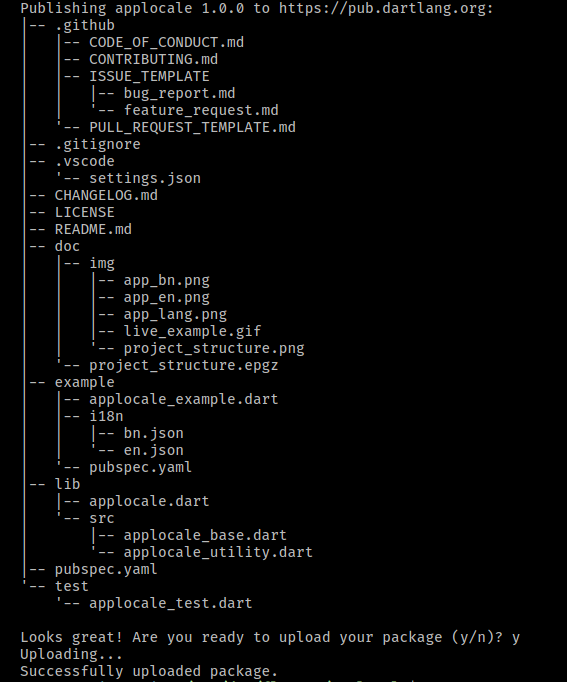 Publishing applocale 1.0.0 to https://pub.dartlang.org:
|-- .github
|   |-- CODE_OF_CONDUCT.md
|   |-- CONTRIBUTING.md
|   |-- ISSUE_TEMPLATE
|   |   |-- bug_report.md
|   |   '-- feature_request.md
|   '-- PULL_REQUEST_TEMPLATE.md
|-- .gitignore
|-- .vscode
|   '-- settings.json
|-- CHANGELOG.md
|-- LICENSE
|-- README.md
|-- doc
|   |-- img
|   |   |-- app_bn.png
|   |   |-- app_en.png
|   |   |-- app_lang.png
|   |   |-- live_example.gif
|   |   '-- project_structure.png
|   '-- project_structure.epgz
|-- example
|   |-- applocale_example.dart
|   |-- i18n
|   |   |-- bn.json
|   |   '-- en.json
|   '-- pubspec.yaml
|-- lib
|   |-- applocale.dart
|   '-- src
|       |-- applocale_base.dart
|       '-- applocale_utility.dart
|-- pubspec.yaml
'-- test
    '-- applocale_test.dart

Looks great! Are you ready to upload your package (y/n)? y
Uploading...
Successfully uploaded package.